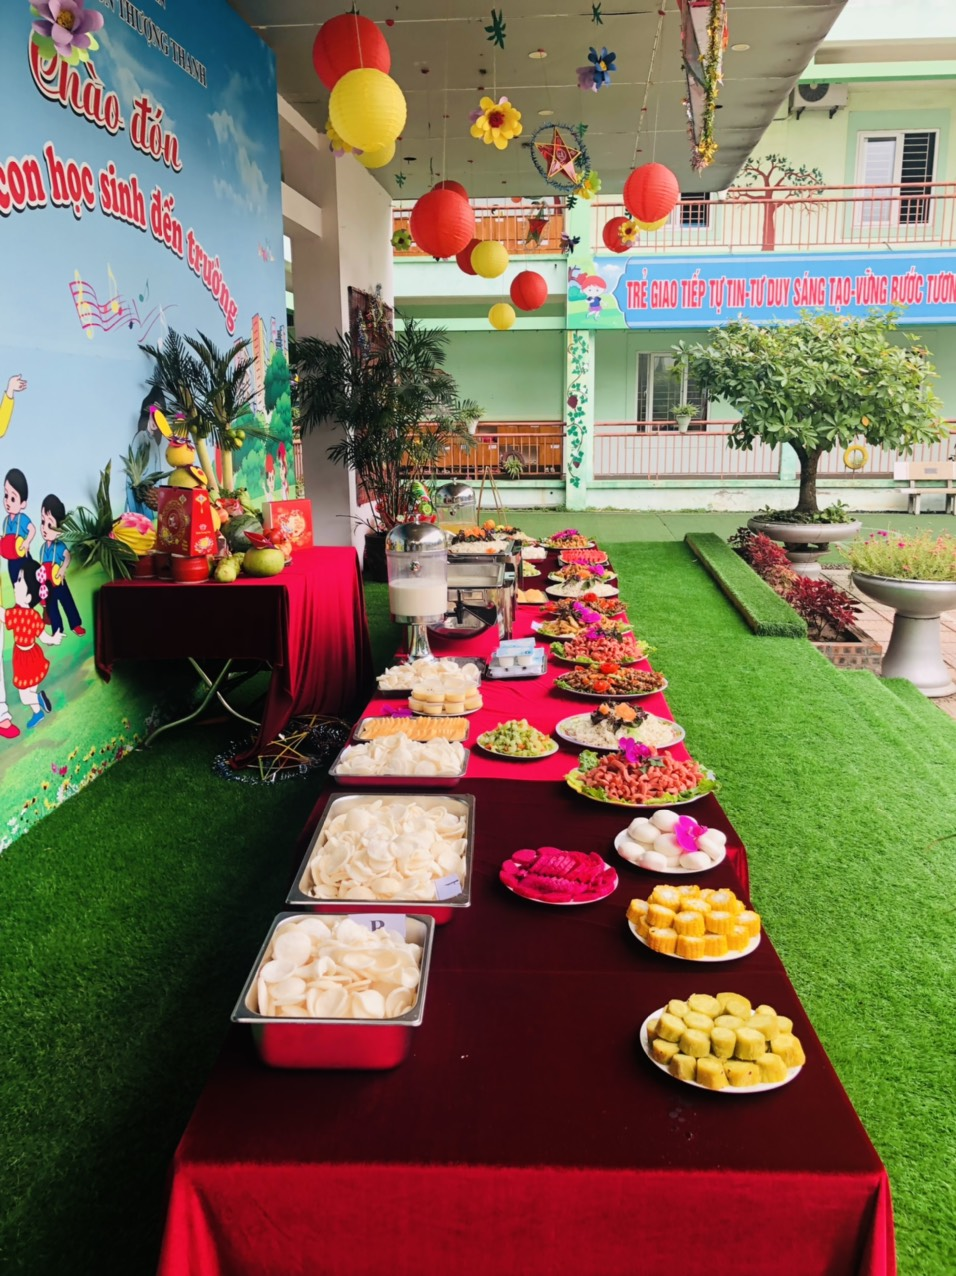 THƯỢNG THANH
Chào đón
con học sinh đến trường
TRẺ GIAO TIẾP TỰ TIN-TƯ DUY SÁNG TẠO-VỮNG BƯỚC TƯƠN